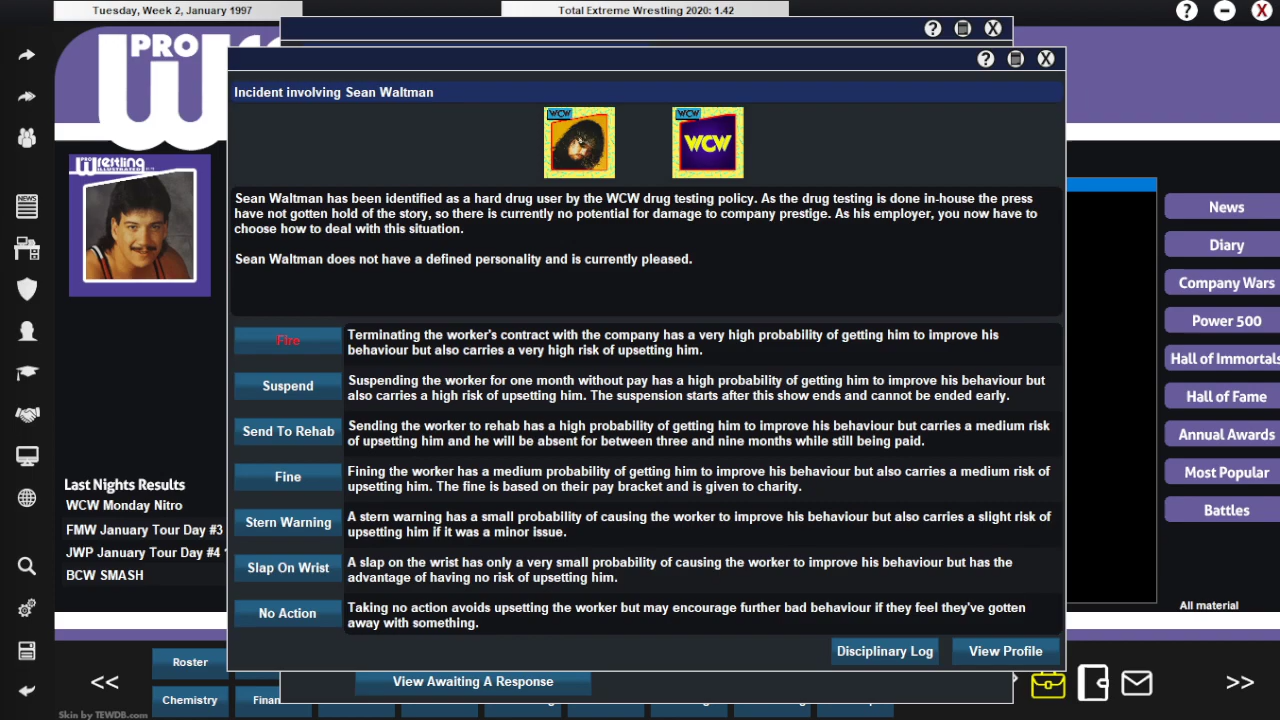 Tuesday, Week 2, January 1997
Total Extreme Wrestling 2020: 1.42
PRO
Incident involving Sean Waltman
WCW
WCW
WCW
Pro Wrestling
ILLUSTRATED
Sean Waltman has been identified as a hard drug user by the WCW drug testing policy. As the drug testing is done in-house the press
have not gotten hold of the story, so there is currently no potential for damage to company prestige. As his employer, you now have to
choose how to deal with this situation.
Sean Waltman does not have a defined personality and is currently pleased.
Fire
Terminating the worker's contract with the company has a very high probability of getting him to improve his
behaviour but also carries a very high risk of upsetting him.
Suspend
Suspending the worker for one month without pay has a high probability of getting him to improve his behaviour but
also carries a high risk of upsetting him. The suspension starts after this show ends and cannot be ended early.
Send To Rehab
Sending the worker to rehab has a high probability of getting him to improve his behaviour but carries a medium risk
of upsetting him and he will be absent for between three and nine months while still being paid.
Fine
Fining the worker has a medium probability of getting him to improve his behaviour but also carries a medium risk of
upsetting him. The fine is based on their pay bracket and is given to charity.
Stern Warning
A stern warning has a small probability of causing the worker to improve his behaviour but also carries a slight risk of
upsetting him if it was a minor issue.
Slap On Wrist
A slap on the wrist has only a very small probability of causing the worker to improve his behaviour but has the
advantage of having no risk of upsetting him.
No Action
Taking no action avoids upsetting the worker but may encourage further bad behaviour if they feel they've gotten
away with something.
Disciplinary Log
View Profile
View Awaiting A Response
NEWS
Last Nights Results
WCW Monday Nitro
FMW January Tour Day #3
JWP January Tour Day #4
BCW SMASH
News
Diary
Company Wars
Power 500
Hall of Immortals
Hall of Fame
Annual Awards
Most Popular
Battles
All material
<<
Roster
Chemistry
Finan
>>
Skin by TEWDB.com